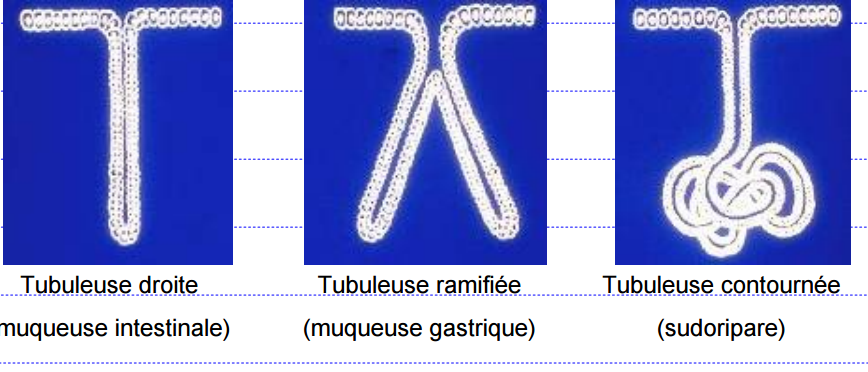 Tubuleuse droite
Tubuleuse ramifiée
Tubuleuse contournée
muqueuse intestinale)
(muqueuse gastrique)
(sudoripare)